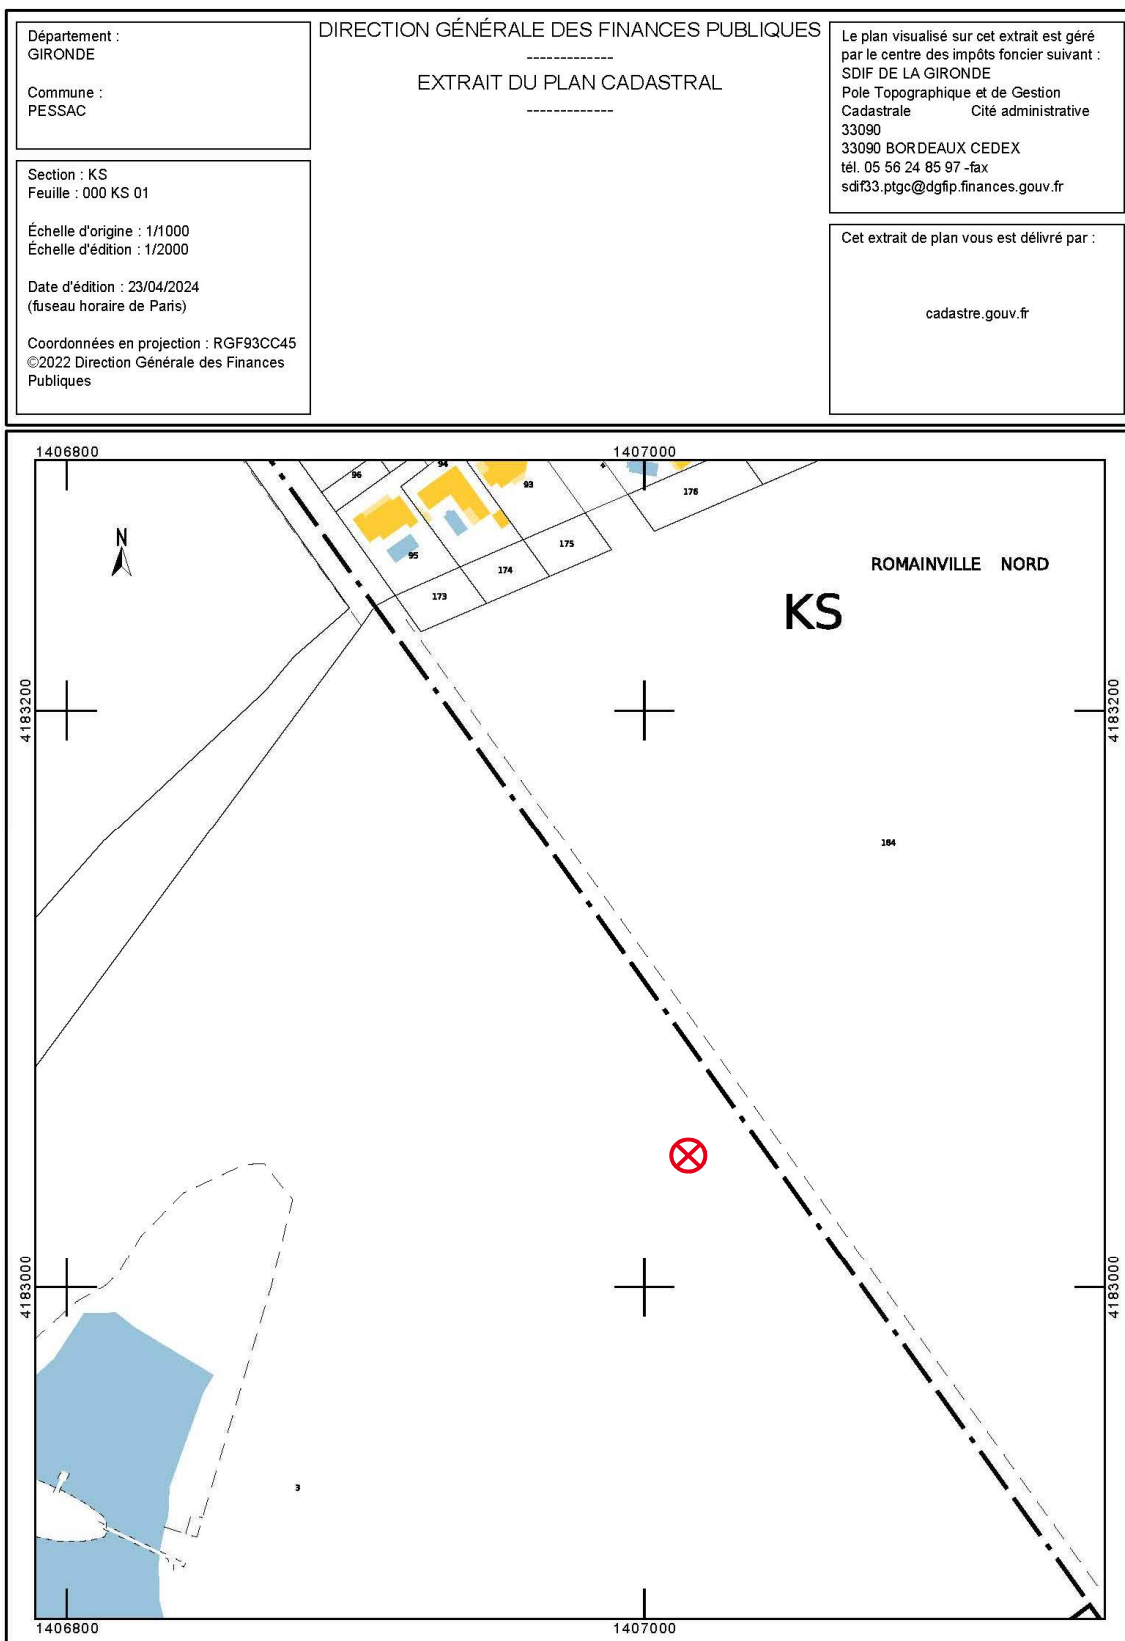 Département :
GIRONDE
Commune :
PESSAC
Section : KS
Feuille : 000 KS 01
Échelle d'origine : 1/1000
Échelle d'édition : 1/2000
Date d'édition : 23/04/2024
(fuseau horaire de Paris)
Coordonnées en projection : RGF93CC45
©2022 Direction Générale des Finances
Publiques
DIRECTION GÉNÉRALE DES FINANCES PUBLIQUES
-------------
EXTRAIT DU PLAN CADASTRAL
-------------
Le plan visualisé sur cet extrait est géré
par le centre des impôts foncier suivant :
SDIF DE LA GIRONDE
Pole Topographique et de Gestion
Cadastrale Cité administrative
33090
33090 BORDEAUX CEDEX
tél. 05 56 24 85 97 -fax
sdif33.ptgc@dgfip.finances.gouv.fr
Cet extrait de plan vous est délivré par :
cadastre.gouv.fr
1406800
1407000
96
94
93
176
N
95
175
174
173
ROMAINVILLE NORD
KS
4183200
4183200
184
4183000
4183000
3
1406800
1407000